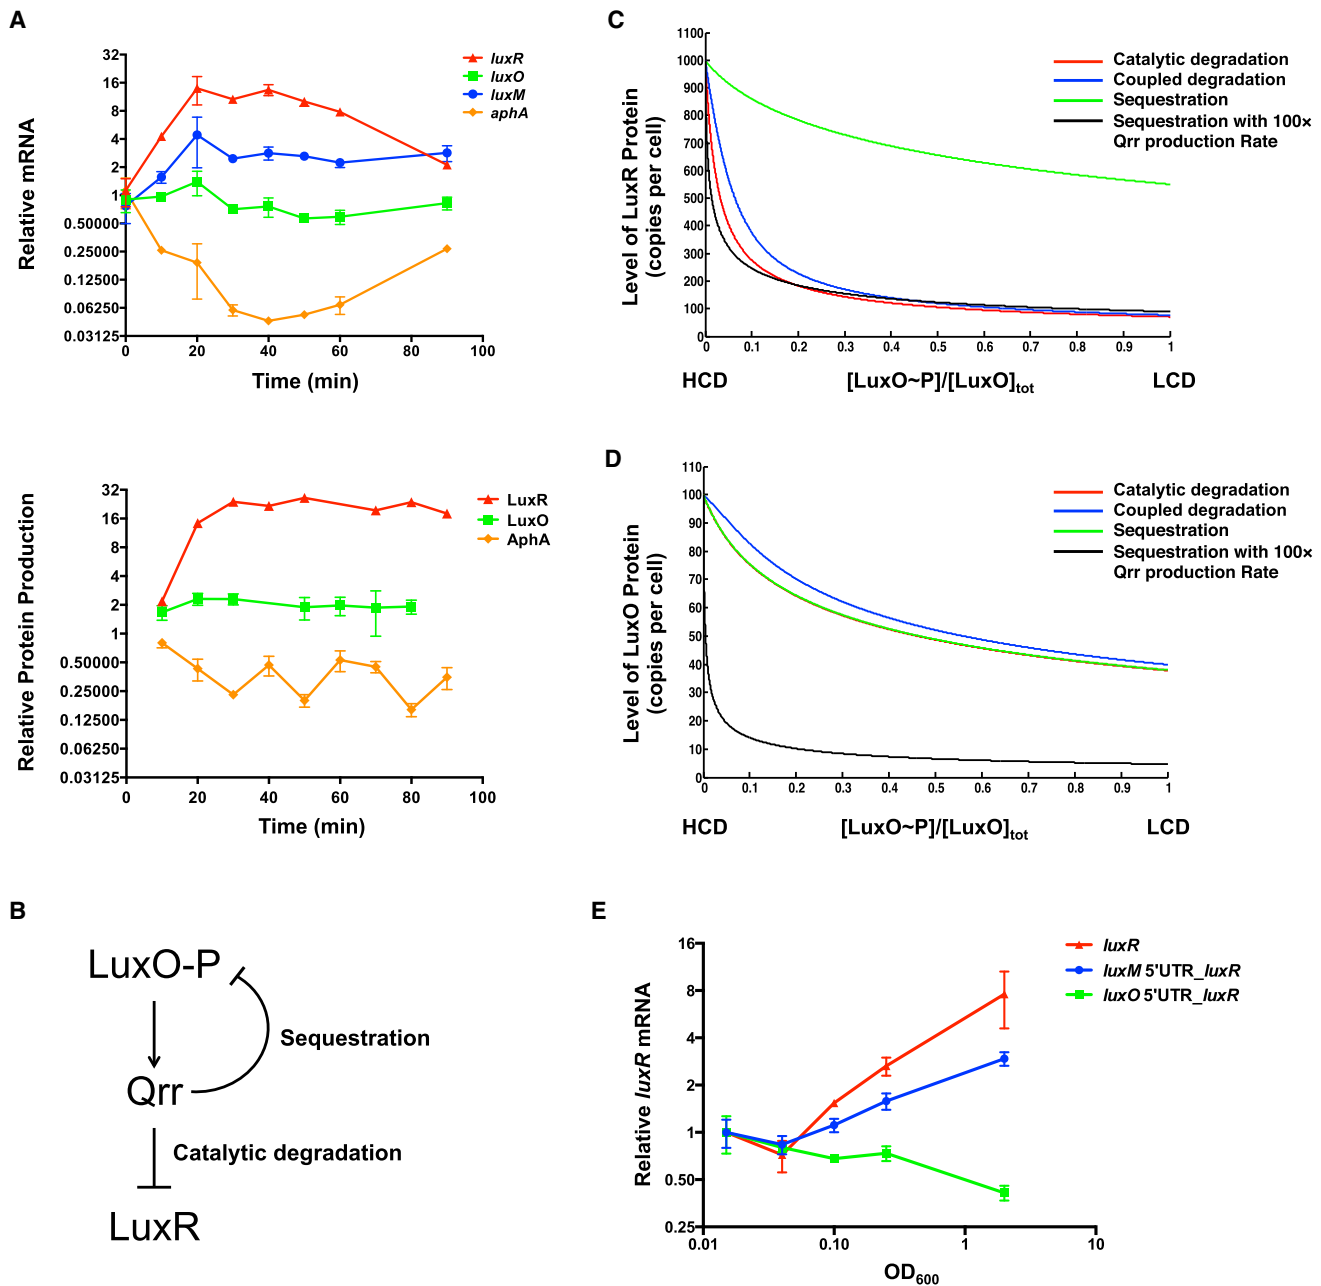 A
Relative mRNA
32
16
8
4
2
1
0.50000
0.25000
0.12500
0.06250
0.03125
0
20
40
60
80
100
Time (min)
luxR
luxO
luxM
aphA
Relative Protein Production
32
16
8
4
2
1
0.50000
0.25000
0.12500
0.06250
0.03125
0
20
40
60
80
100
Time (min)
LuxR
LuxO
AphA
B
LuxO-P
Sequestration
Qrr
Catalytic degradation
LuxR
C
Level of LuxR Protein
(copies per cell)
1100
1000
900
800
700
600
500
400
300
200
100
0
0
0.1
0.2
0.3
0.4
0.5
0.6
0.7
0.8
0.9
1
HCD
[LuxO~P]/[LuxO]tot
LCD
Catalytic degradation
Coupled degradation
Sequestration
Sequestration with 100×
Qrr production Rate
D
Level of LuxO Protein
(copies per cell)
110
100
90
80
70
60
50
40
30
20
10
0
0
0.1
0.2
0.3
0.4
0.5
0.6
0.7
0.8
0.9
1
HCD
[LuxO~P]/[LuxO]tot
LCD
Catalytic degradation
Coupled degradation
Sequestration
Sequestration with 100×
Qrr production Rate
E
Relative luxR mRNA
16
8
4
2
1
0.50
0.25
0.01
0.10
1
10
OD600
luxR
luxM 5'UTR_luxR
luxO 5'UTR_luxR